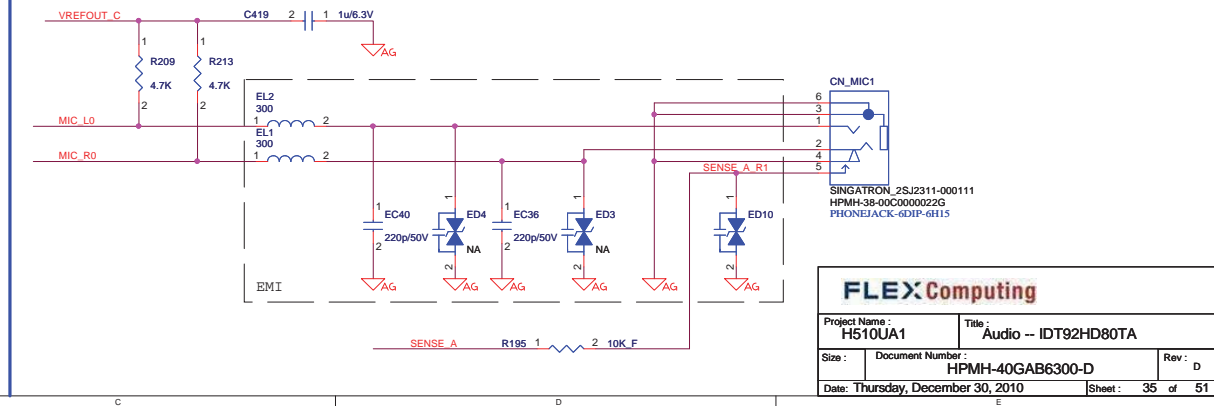 VREFOUT_C
C419 2 1 1u/6.3V
AG
1 1
R209 R213
4.7K 4.7K
2 2
CN_MIC1
EL2
300
MIC_L0 1 2
EL1
300
MIC_R0 1 2
6
3
1
2
4
SENSE_A_R1 5
SINGATRON_2SJ2311-000111
HPMH-38-00C0000022G
PHONEJACK-6DIP-6H15
1 1 1 1 1
EC40 ED4 EC36 ED3 ED10
220p/50V NA 220p/50V NA
2 2 2 2 2
EMI AG AG AG AG AG AG
SENSE_A R195 1 2 10K_F
FLEX Computing
Project Name : Title :
H510UA1 Audio -- IDT92HD80TA
Size : Document Number : Rev :
HPMH-40GAB6300-D D
Date: Thursday, December 30, 2010 Sheet : 35 of 51
C D E